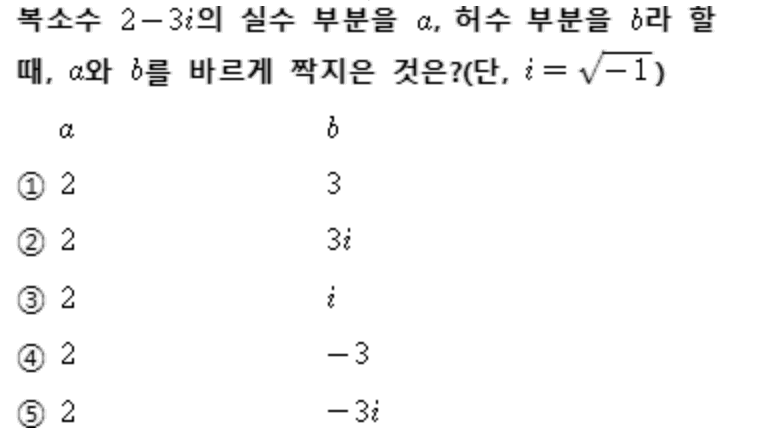 복소수 2－3i의 실수 부분을 a, 허수 부분을 b라 할
때, a와 b를 바르게 짝지은 것은?(단, i＝√－1)
a b
① 2 3
② 2 3i
③ 2 i
④ 2 －3
⑤ 2 －3i